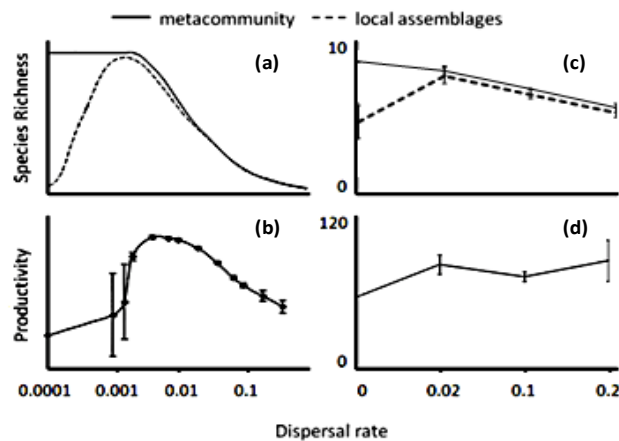 metacommunity local assemblages
Species Richness
(a)
(c)
10
0
Productivity
(b)
(d)
120
0
0.0001 0.001 0.01 0.1
0 0.02 0.1 0.2
Dispersal rate